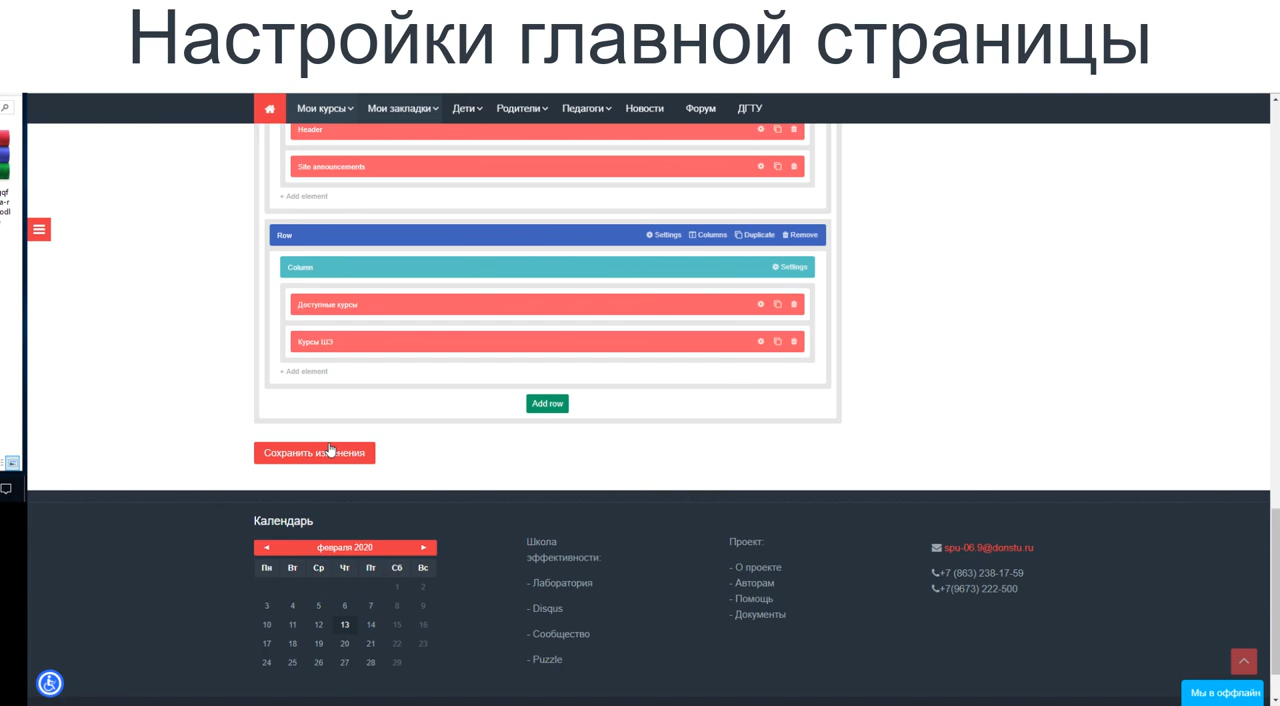 Настройки главной страницы
Мои курсы Мои закладки Дети Родители Педагоги Новости Форум ДГТУ
Header
Site announcements
+ Add element
Row Settings Columns Duplicate Remove
Column Settings
Доступные курсы
Курсы ШЭ
+ Add element
Add row
Сохранить изменения
Календарь
◄ февраля 2020 ►
Пн Вт Ср Чт Пт Сб Вс
1 2
3 4 5 6 7 8 9
10 11 12 13 14 15 16
17 18 19 20 21 22 23
24 25 26 27 28 29
Школа
эффективности:
- Лаборатория
- Disqus
- Сообщество
- Puzzle
Проект:
- О проекте
- Авторам
- Помощь
- Документы
spu-06.9@donstu.ru
+7 (863) 238-17-59
+7(9673) 222-500
Мы в оффлайн